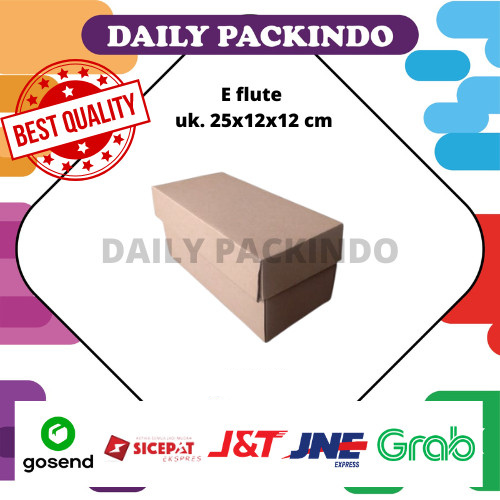 DAILY PACKINDO
BEST QUALITY
E flute
uk. 25x12x12 cm
DAILY PACKINDO
gosend
SICEPAT
EKSPRES
J&T
JNE
EXPRESS
Grab